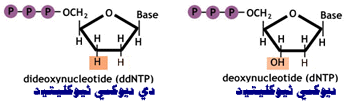 P P P OCH2 O Base
H H
dideoxynucleotide (ddNTP)
دي ديوكسي نيوكليتيد
P P P OCH2 O Base
OH H
deoxynucleotide (dNTP)
ديوكسي نيوكليتيد